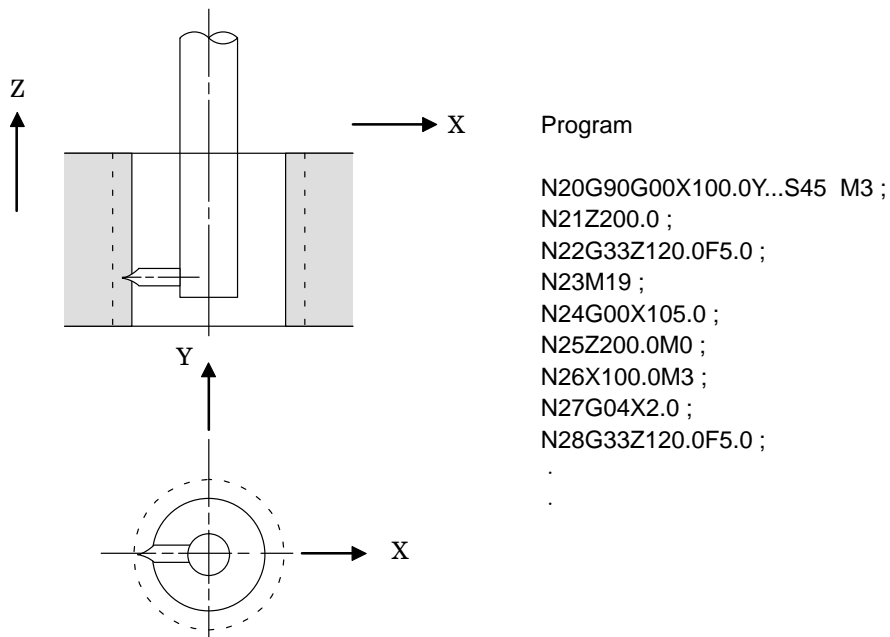 Z
X
Program
N20G90G00X100.0Y...S45 M3 ;
N21Z200.0 ;
N22G33Z120.0F5.0 ;
N23M19 ;
N24G00X105.0 ;
N25Z200.0M0 ;
N26X100.0M3 ;
N27G04X2.0 ;
N28G33Z120.0F5.0 ;
.
.
Y
X